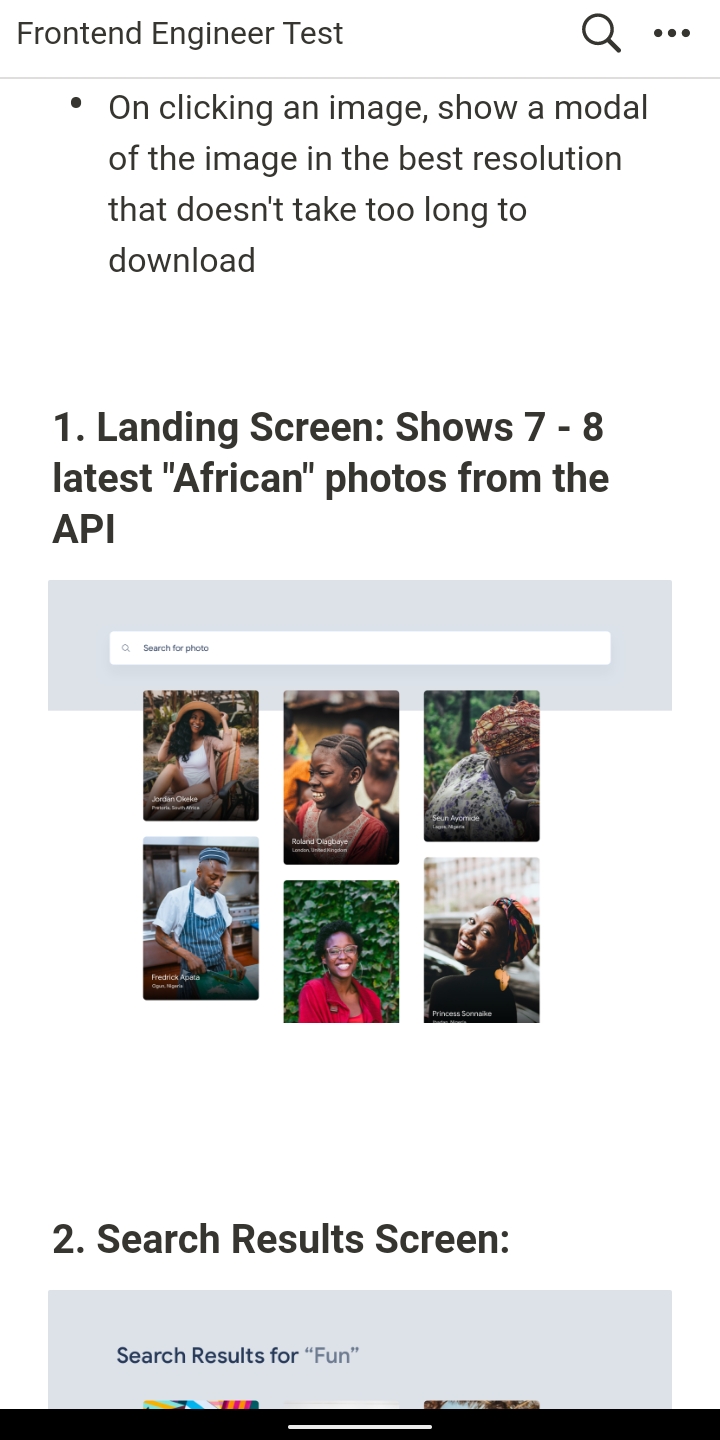 Frontend Engineer Test
• On clicking an image, show a modal
of the image in the best resolution
that doesn't take too long to
download
1. Landing Screen: Shows 7 - 8
latest "African" photos from the
API
Search for photo
Jordan Okeke
Pretoria, South Africa
Roland Olagbaye
London, United Kingdom
Seun Ayomide
Lagos, Nigeria
Fredrick Apata
Ogun, Nigeria
Princess Sonnaike
2. Search Results Screen:
Search Results for “Fun”